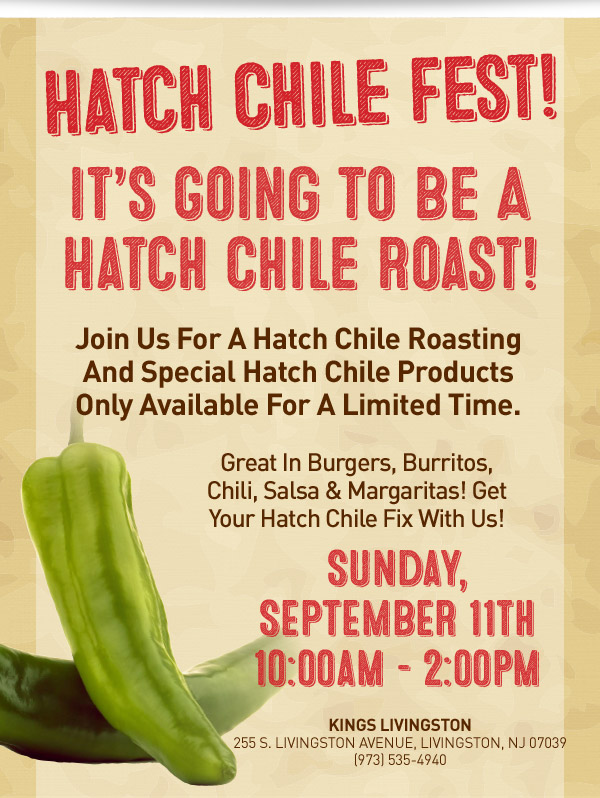 HATCH CHILE FEST!
IT'S GOING TO BE A
HATCH CHILE ROAST!
Join Us For A Hatch Chile Roasting
And Special Hatch Chile Products
Only Available For A Limited Time.
Great In Burgers, Burritos,
Chili, Salsa & Margaritas! Get
Your Hatch Chile Fix With Us!
SUNDAY,
SEPTEMBER 11TH
10:00AM - 2:00PM
KINGS LIVINGSTON
255 S. LIVINGSTON AVENUE, LIVINGSTON, NJ 07039
(973) 535-4940